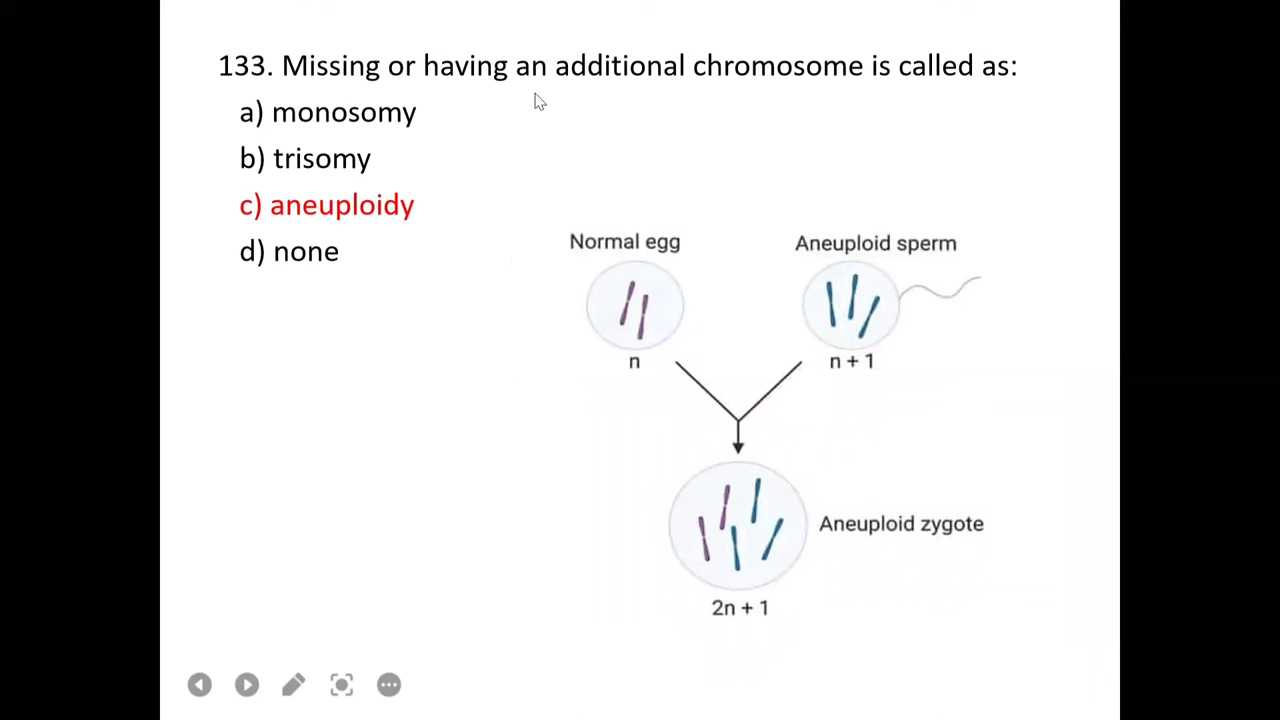 133. Missing or having an additional chromosome is called as:
a) monosomy
b) trisomy
c) aneuploidy
d) none
Normal egg
Aneuploid sperm
n
n + 1
Aneuploid zygote
2n + 1